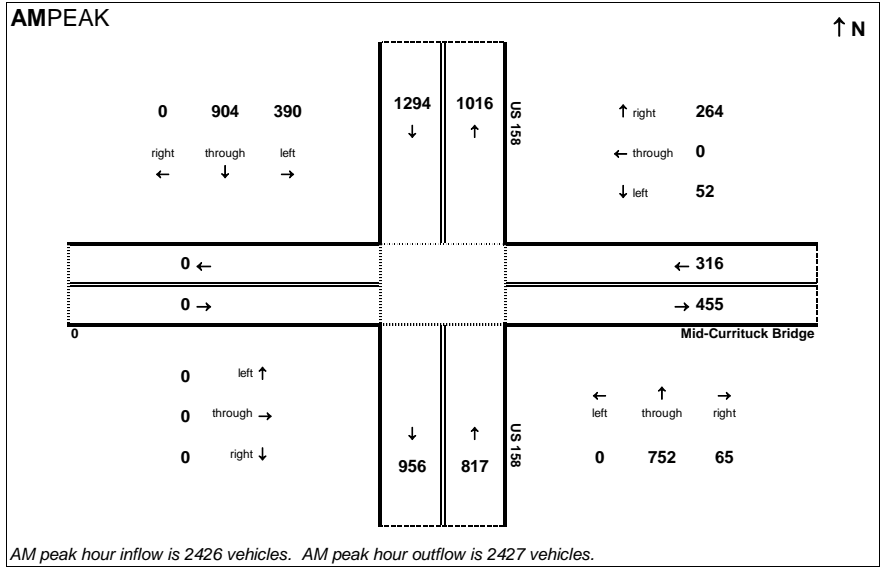 AMPEAK
↑ N
0 904 390
right through left
← ↓ →
1294 1016
↓ ↑
US 158
↑ right 264
← through 0
↓ left 52
0 ←
← 316
0 →
→ 455
0
Mid-Currituck Bridge
0 left ↑
0 through →
0 right ↓
↓ ↑
956 817
US 158
← ↑ →
left through right
0 752 65
AM peak hour inflow is 2426 vehicles. AM peak hour outflow is 2427 vehicles.